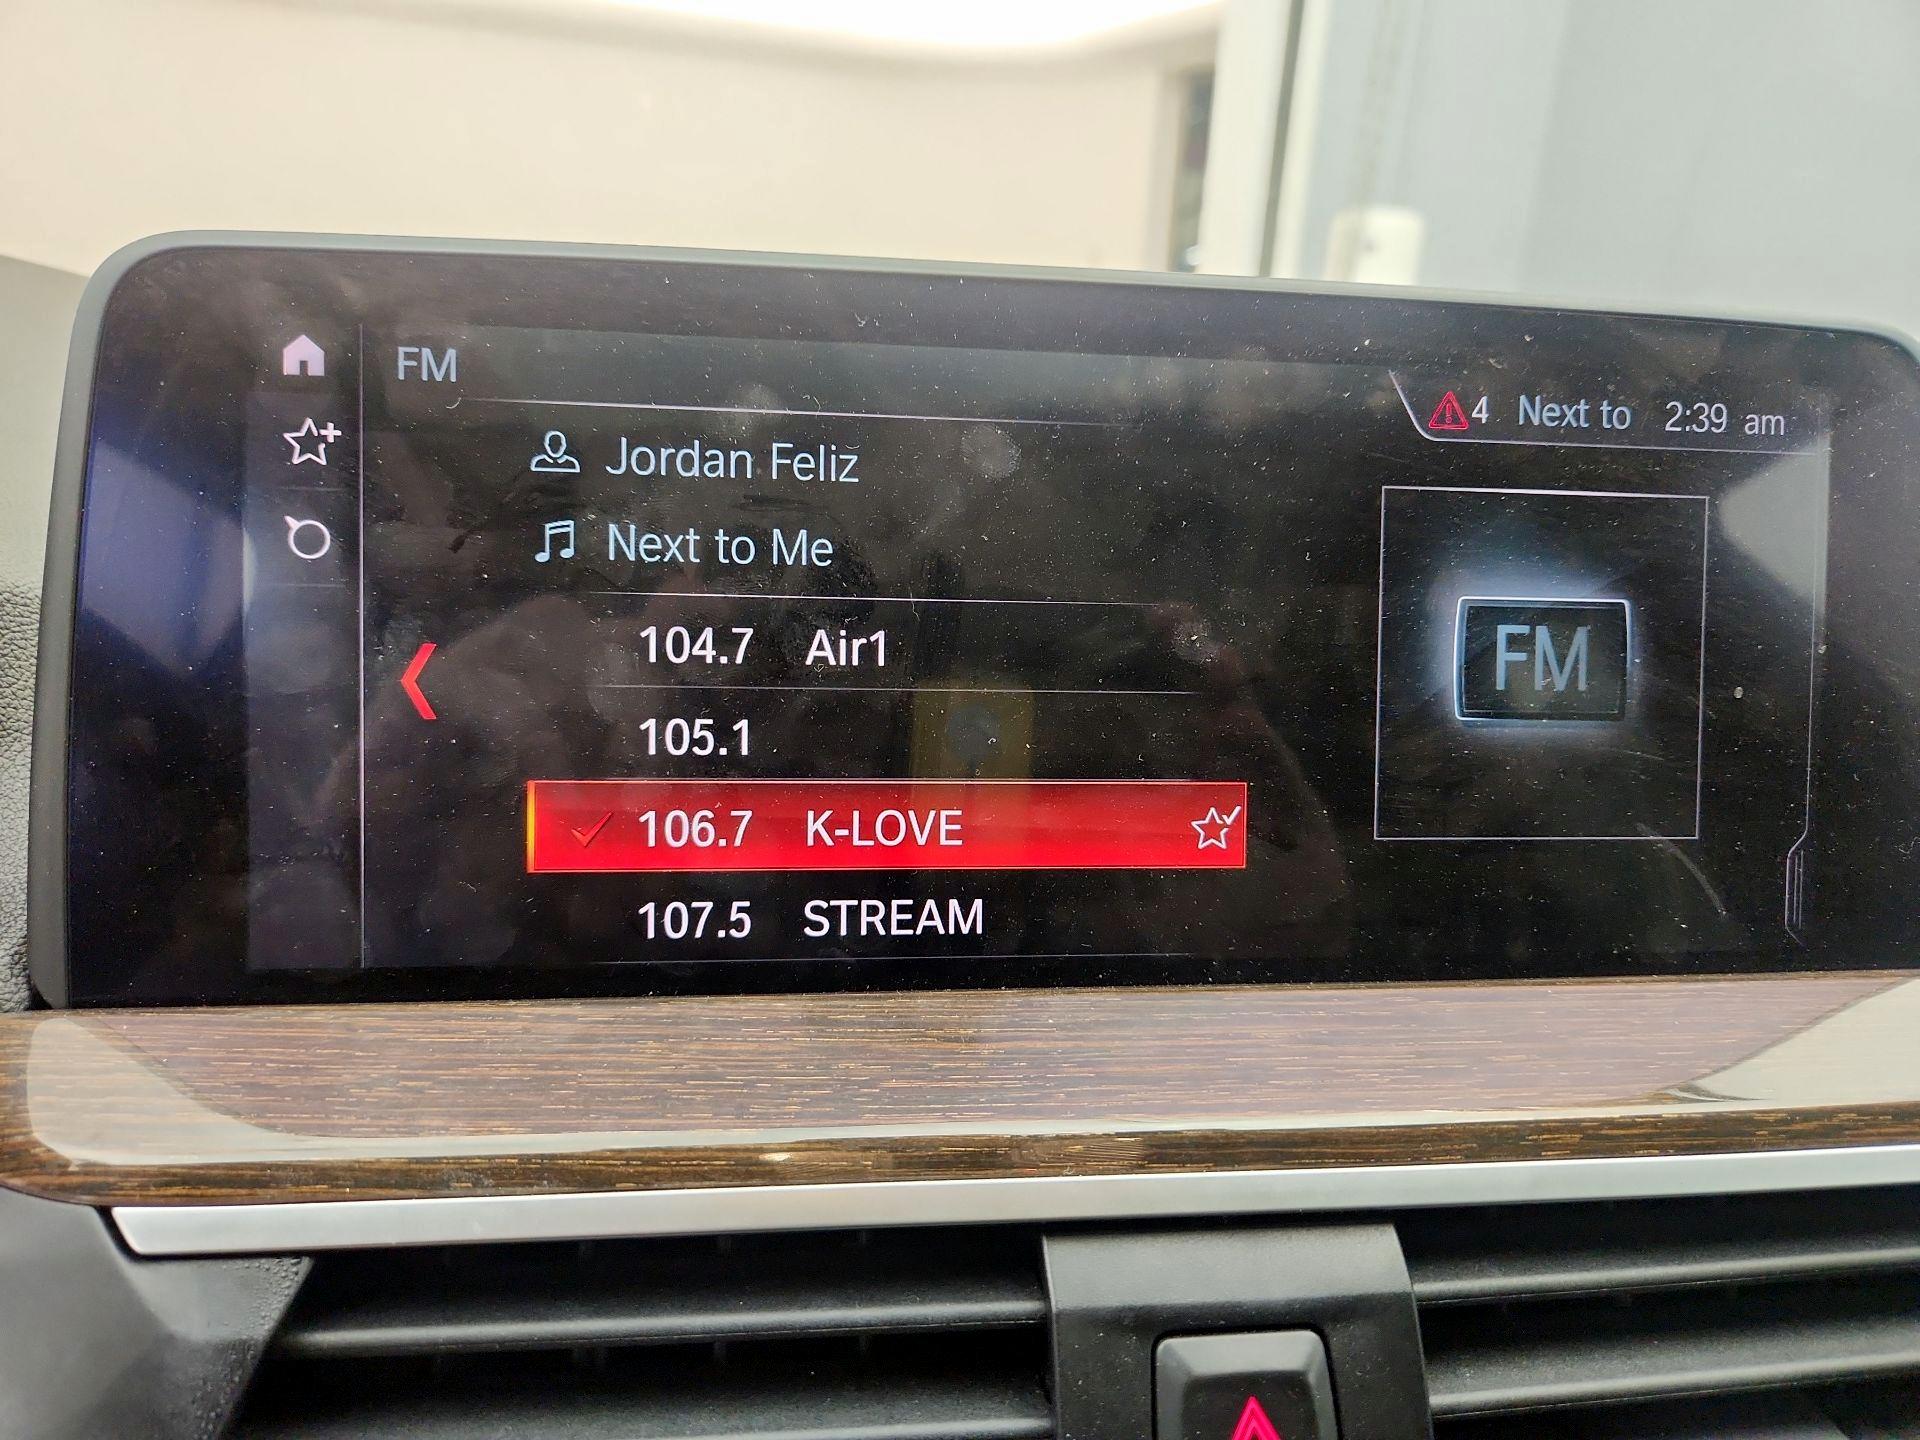 FM
4 Next to 2:39 am
Jordan Feliz
Next to Me
104.7 Air1
105.1
106.7 K-LOVE
107.5 STREAM
FM